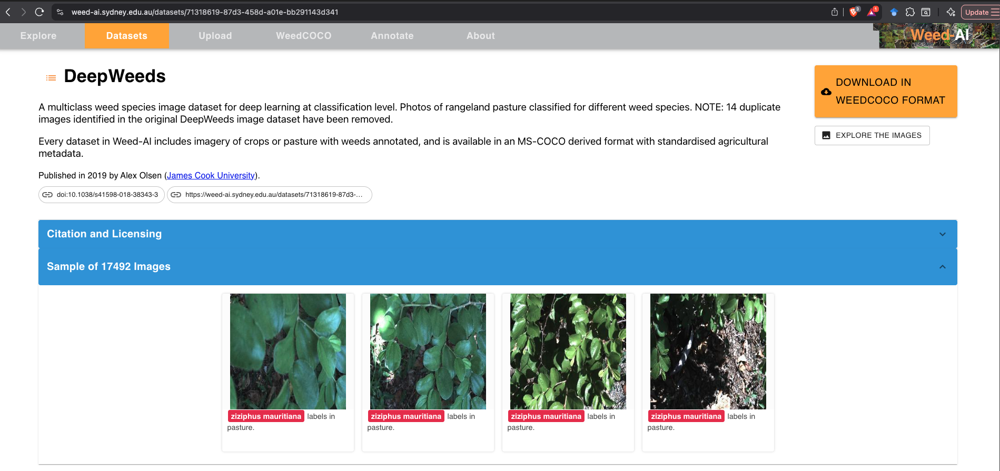 weed-ai.sydney.edu.au/datasets/71318619-87d3-458d-a01e-bb291143d341
3
1
Update
Explore
Datasets
Upload
WeedCOCO
Annotate
About
Weed-AI
DeepWeeds
A multiclass weed species image dataset for deep learning at classification level. Photos of rangeland pasture classified for different weed species. NOTE: 14 duplicate
images identified in the original DeepWeeds image dataset have been removed.
Every dataset in Weed-AI includes imagery of crops or pasture with weeds annotated, and is available in an MS-COCO derived format with standardised agricultural
metadata.
Published in 2019 by Alex Olsen (James Cook University).
doi:10.1038/s41598-018-38343-3
https://weed-ai.sydney.edu.au/datasets/71318619-87d3-...
DOWNLOAD IN
WEEDCOCO FORMAT
EXPLORE THE IMAGES
Citation and Licensing
Sample of 17492 Images
ziziphus mauritiana labels in
pasture.
ziziphus mauritiana labels in
pasture.
ziziphus mauritiana labels in
pasture.
ziziphus mauritiana labels in
pasture.